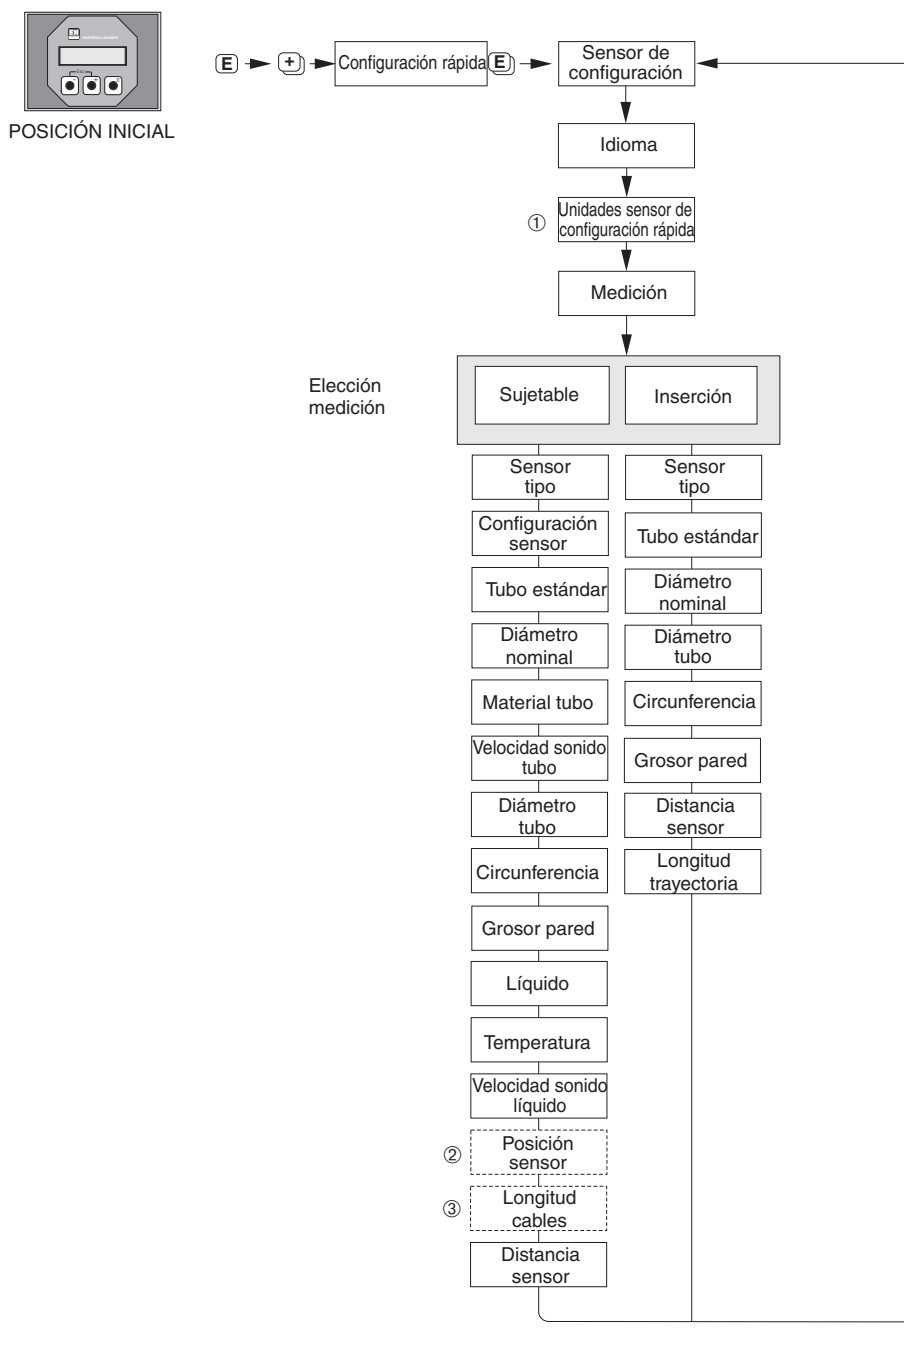 POSICIÓN INICIAL
E
+
Configuración rápida
E
Sensor de
configuración
Idioma
①
Unidades sensor de
configuración rápida
Medición
Elección
medición
Sujetable
Inserción
Sensor
tipo
Configuración
sensor
Tubo estándar
Diámetro
nominal
Material tubo
Velocidad sonido
tubo
Diámetro
tubo
Circunferencia
Grosor pared
Líquido
Temperatura
Velocidad sonido
líquido
②
Posición
sensor
③
Longitud
cables
Distancia
sensor
Sensor
tipo
Tubo estándar
Diámetro
nominal
Diámetro
tubo
Circunferencia
Grosor pared
Distancia
sensor
Longitud
trayectoria